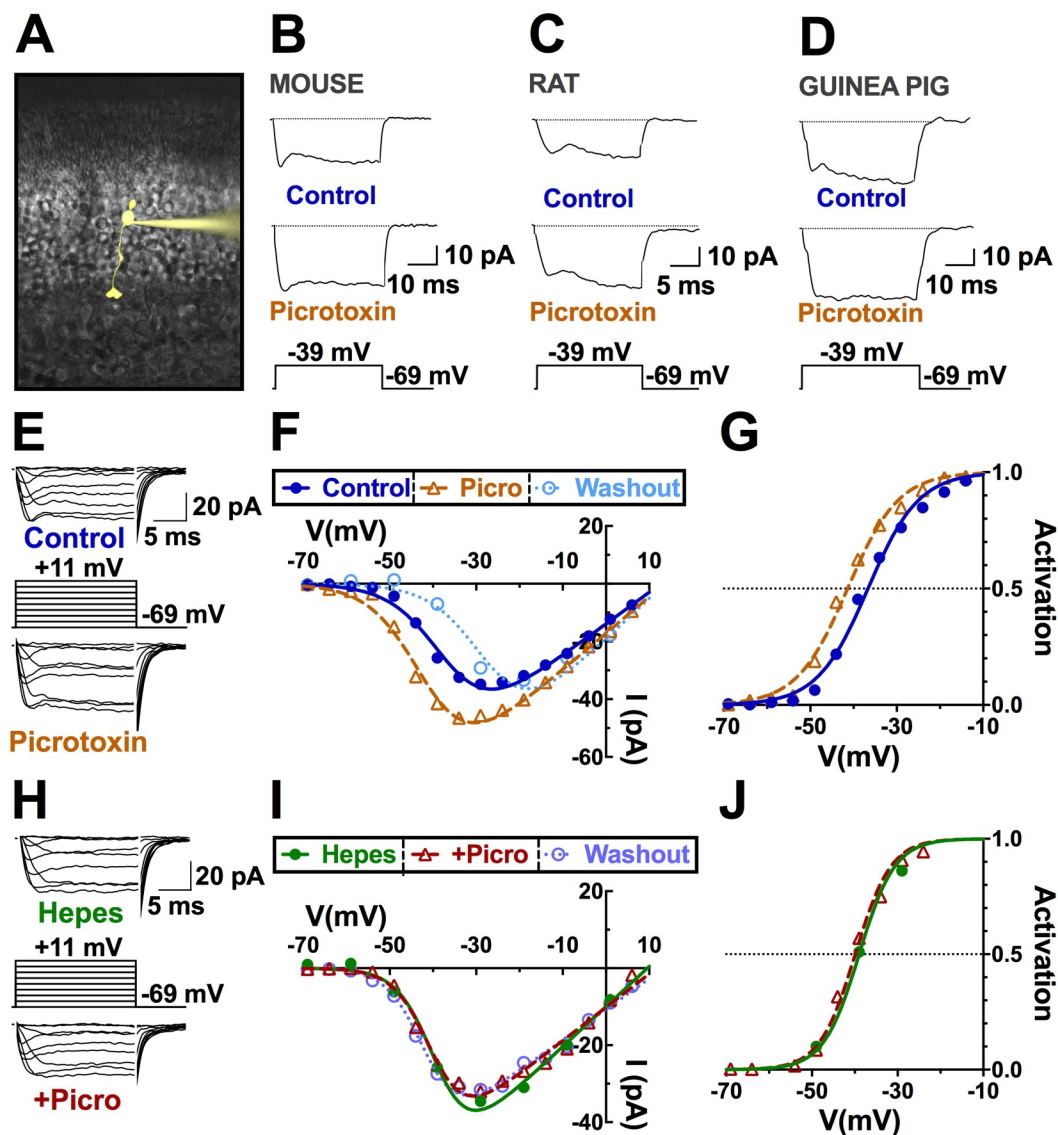 A
B
C
D
MOUSE
RAT
GUINEA PIG
Control
Control
Control
10 pA
10 ms
10 pA
5 ms
10 pA
10 ms
Picrotoxin
Picrotoxin
Picrotoxin
-39 mV
-69 mV
-39 mV
-69 mV
-39 mV
-69 mV
E
F
G
20 pA
5 ms
Control
+11 mV
-69 mV
Picrotoxin
Control Picro Washout
V(mV)
20
-70 -50 -30 10
-20
-40
-60
I (pA)
1.0
0.5
0.0
Activation
-70 -50 -30 -10
V(mV)
H
I
J
20 pA
5 ms
Hepes
+11 mV
-69 mV
+Picro
Hepes +Picro Washout
V(mV)
20
-70 -50 -30 -10 10
-20
-40
I (pA)
1.0
0.5
0.0
Activation
-70 -50 -30 -10
V(mV)